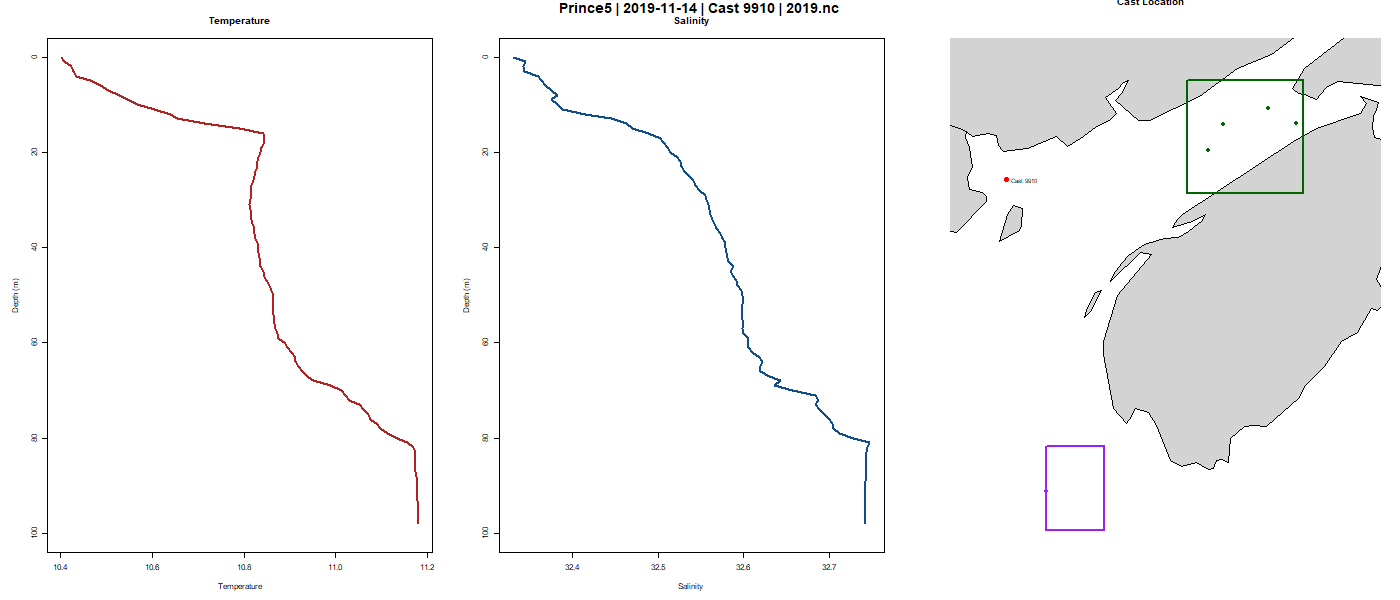 Prince5 | 2019-11-14 | Cast 9910 | 2019.nc
Temperature
0
20
40
60
80
100
Depth (m)
10.4 10.6 10.8 11.0 11.2
Temperature
Salinity
0
20
40
60
80
100
Depth (m)
32.4 32.5 32.6 32.7
Salinity
Cast Location
Cast 9910